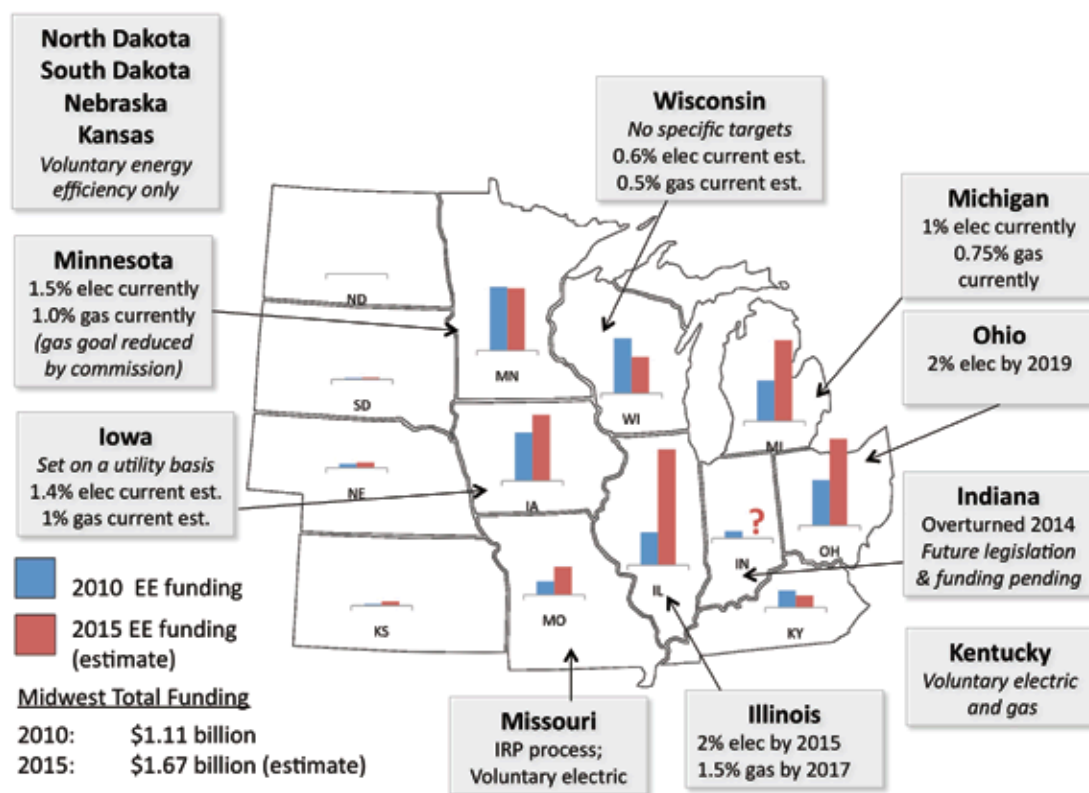 North Dakota
South Dakota
Nebraska
Kansas
Voluntary energy
efficiency only
Wisconsin
No specific targets
0.6% elec current est.
0.5% gas current est.
Michigan
1% elec currently
0.75% gas
currently
Minnesota
1.5% elec currently
1.0% gas currently
(gas goal reduced
by commission)
Ohio
2% elec by 2019
Iowa
Set on a utility basis
1.4% elec current est.
1% gas current est.
Indiana
Overturned 2014
Future legislation
& funding pending
ND
SD
NE
KS
MN
IA
MO
WI
IL
MI
?
IN
OH
KY
2010 EE funding
2015 EE funding
(estimate)
Midwest Total Funding
2010: $1.11 billion
2015: $1.67 billion (estimate)
Missouri
IRP process;
Voluntary electric
Illinois
2% elec by 2015
1.5% gas by 2017
Kentucky
Voluntary electric
and gas